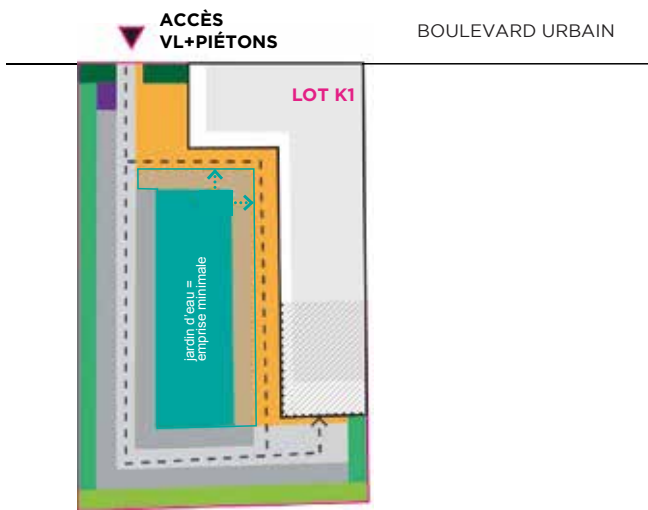 ACCÈS
VL+PIÉTONS
BOULEVARD URBAIN
LOT K1
jardin d'eau =
emprise minimale